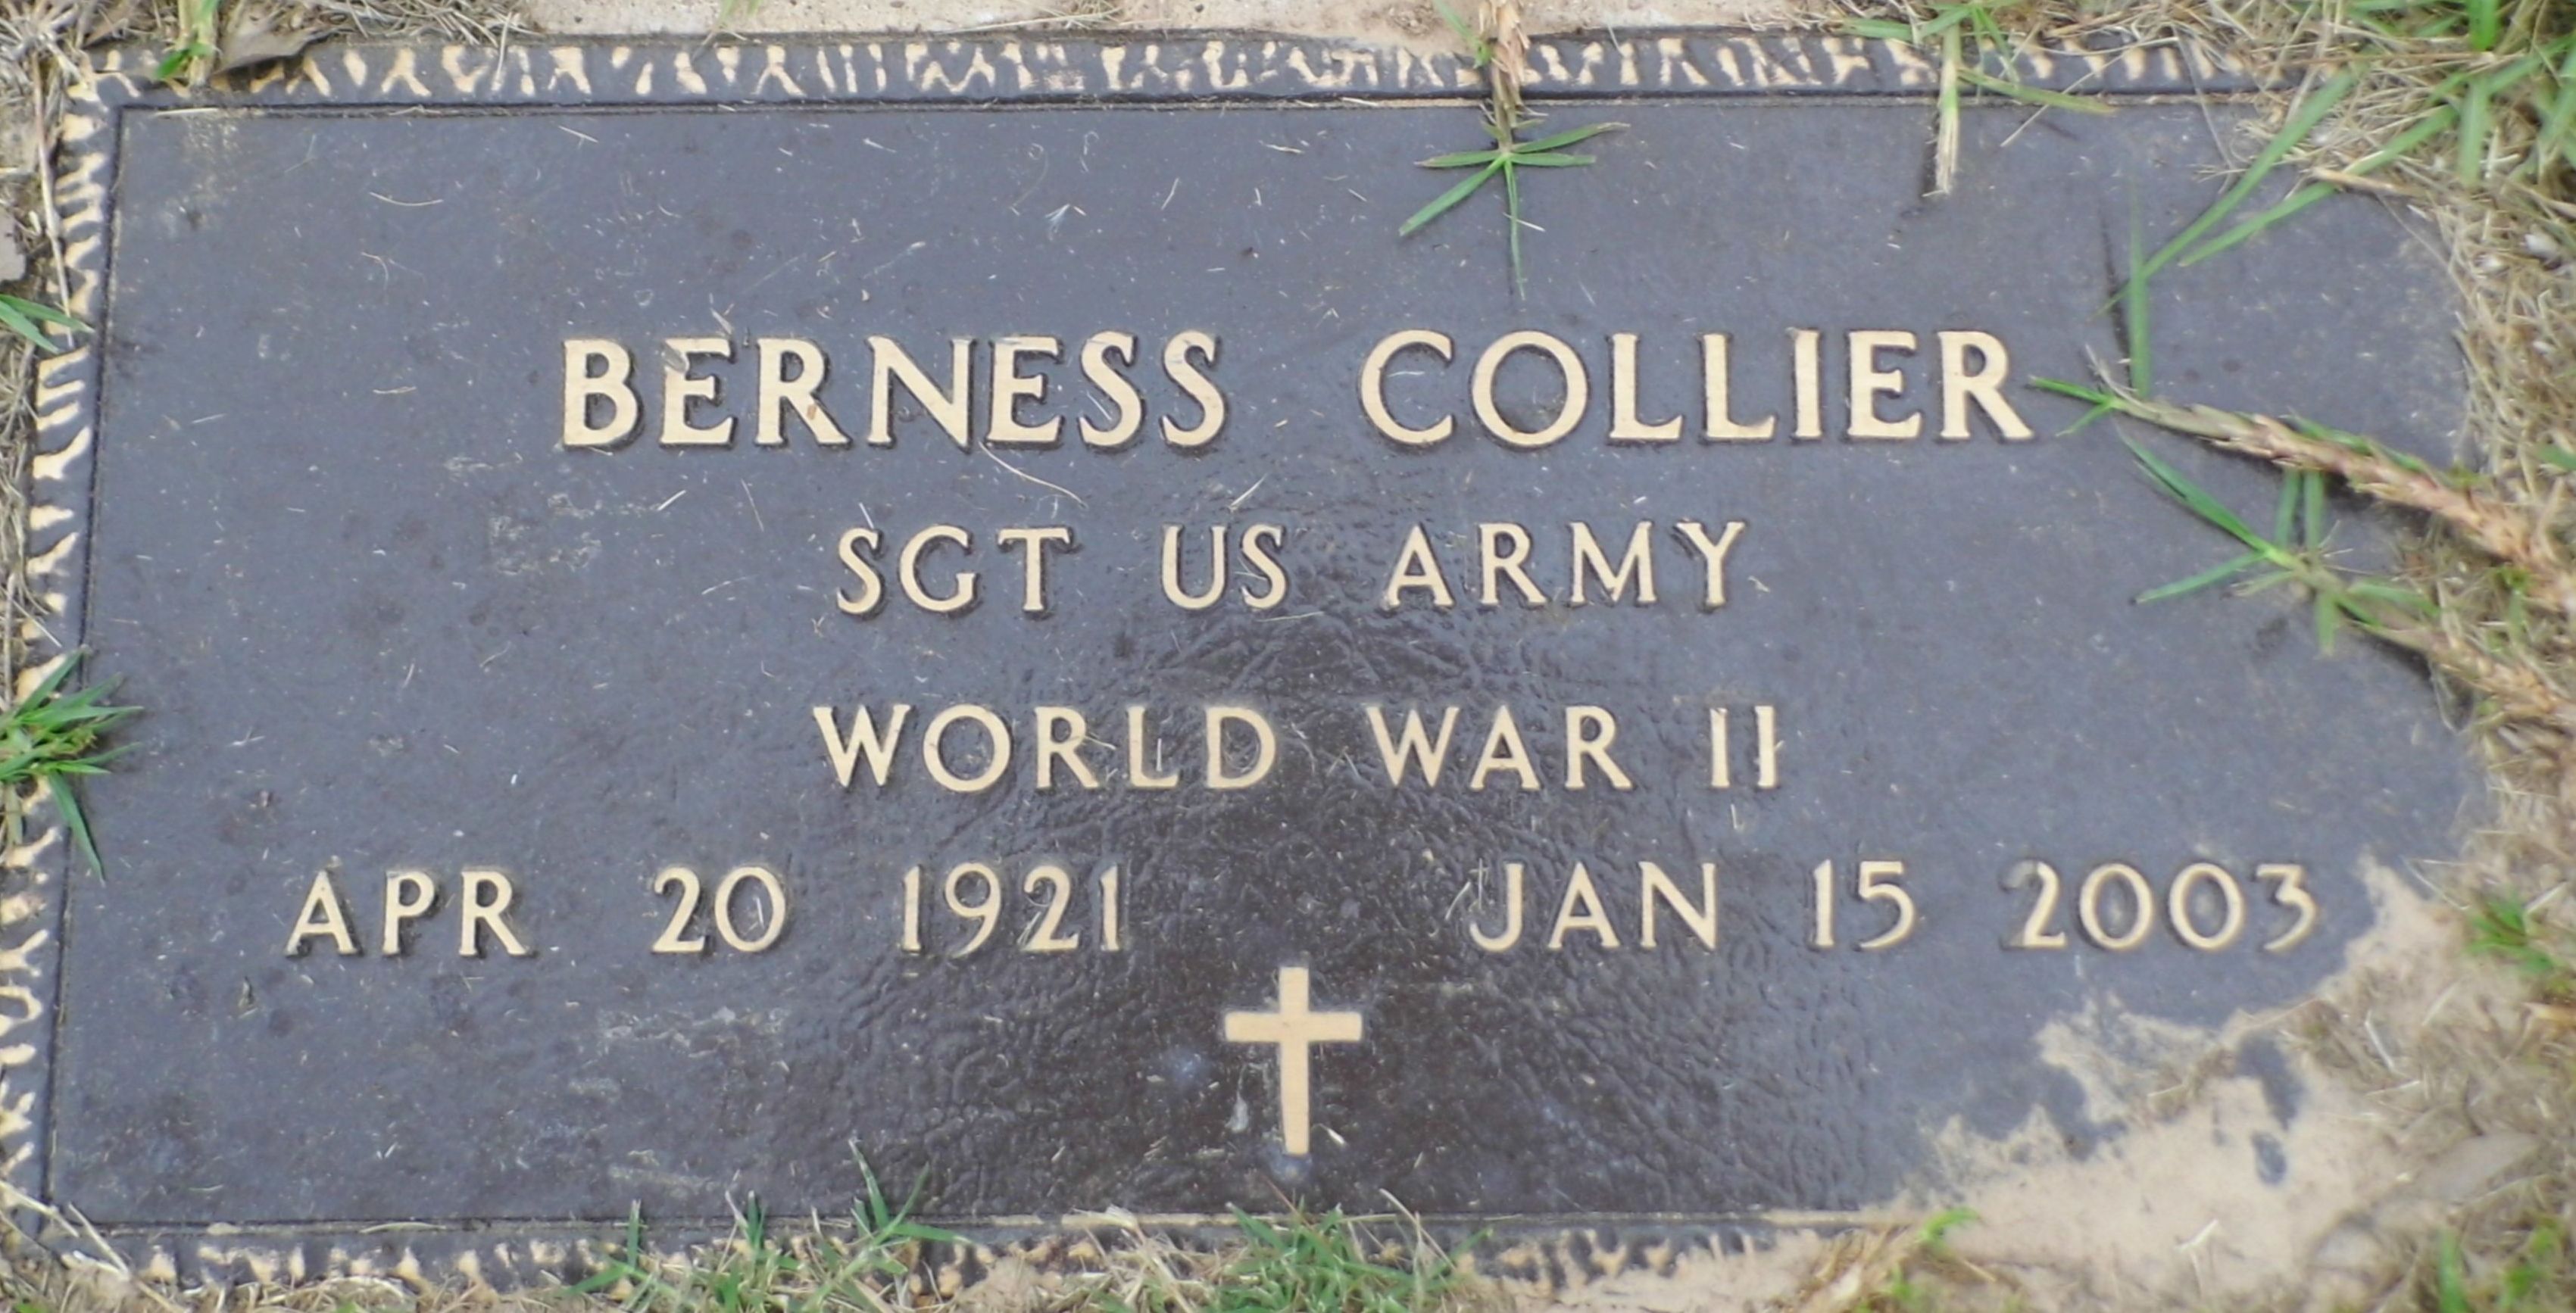 BERNESS COLLIER
SGT US ARMY
WORLD WAR II
APR 20 1921 JAN 15 2003